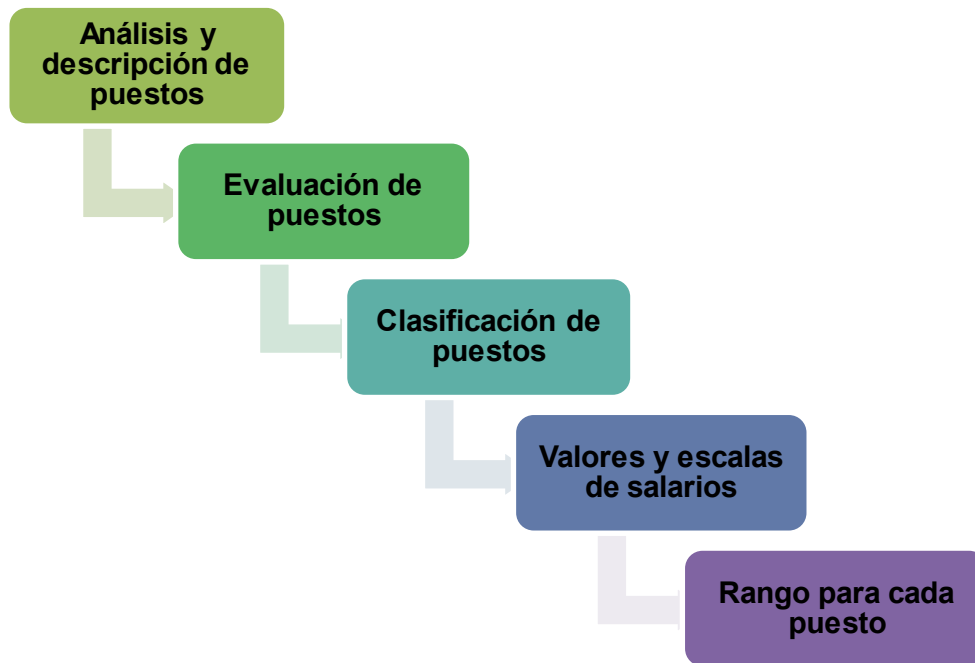 Análisis y
descripción de
puestos
Evaluación de
puestos
Clasificación de
puestos
Valores y escalas
de salarios
Rango para cada
puesto